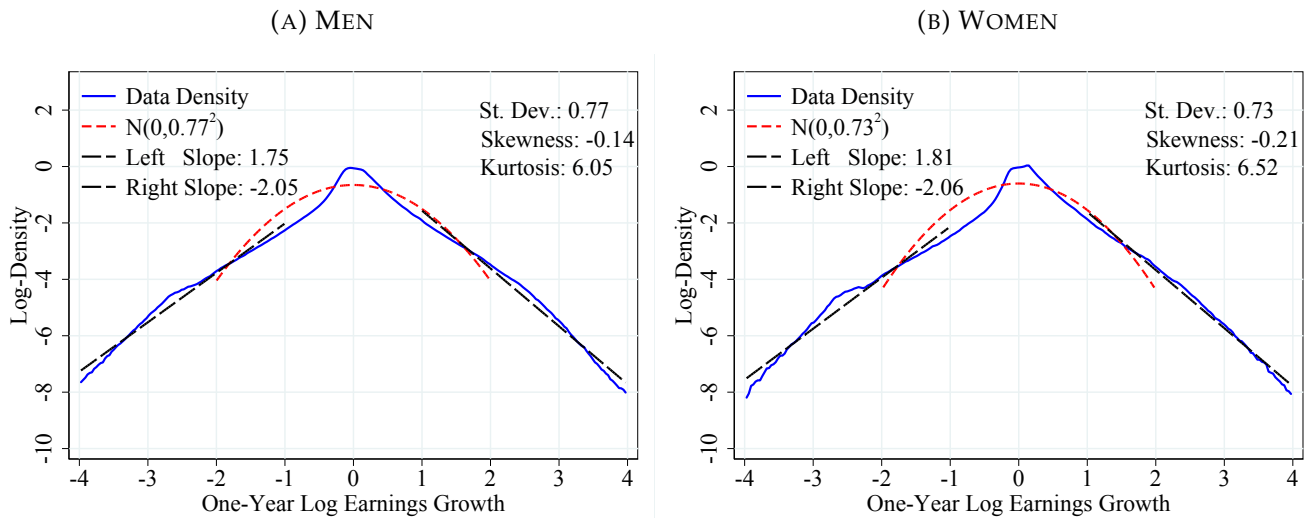 (A) MEN
Data Density
N(0,0.77²)
Left Slope: 1.75
Right Slope: -2.05
St. Dev.: 0.77
Skewness: -0.14
Kurtosis: 6.05
Log-Density
2
0
-2
-4
-6
-8
-10
-4 -3 -2 -1 0 1 2 3 4
One-Year Log Earnings Growth
(B) WOMEN
Data Density
N(0,0.73²)
Left Slope: 1.81
Right Slope: -2.06
St. Dev.: 0.73
Skewness: -0.21
Kurtosis: 6.52
Log-Density
2
0
-2
-4
-6
-8
-10
-4 -3 -2 -1 0 1 2 3 4
One-Year Log Earnings Growth